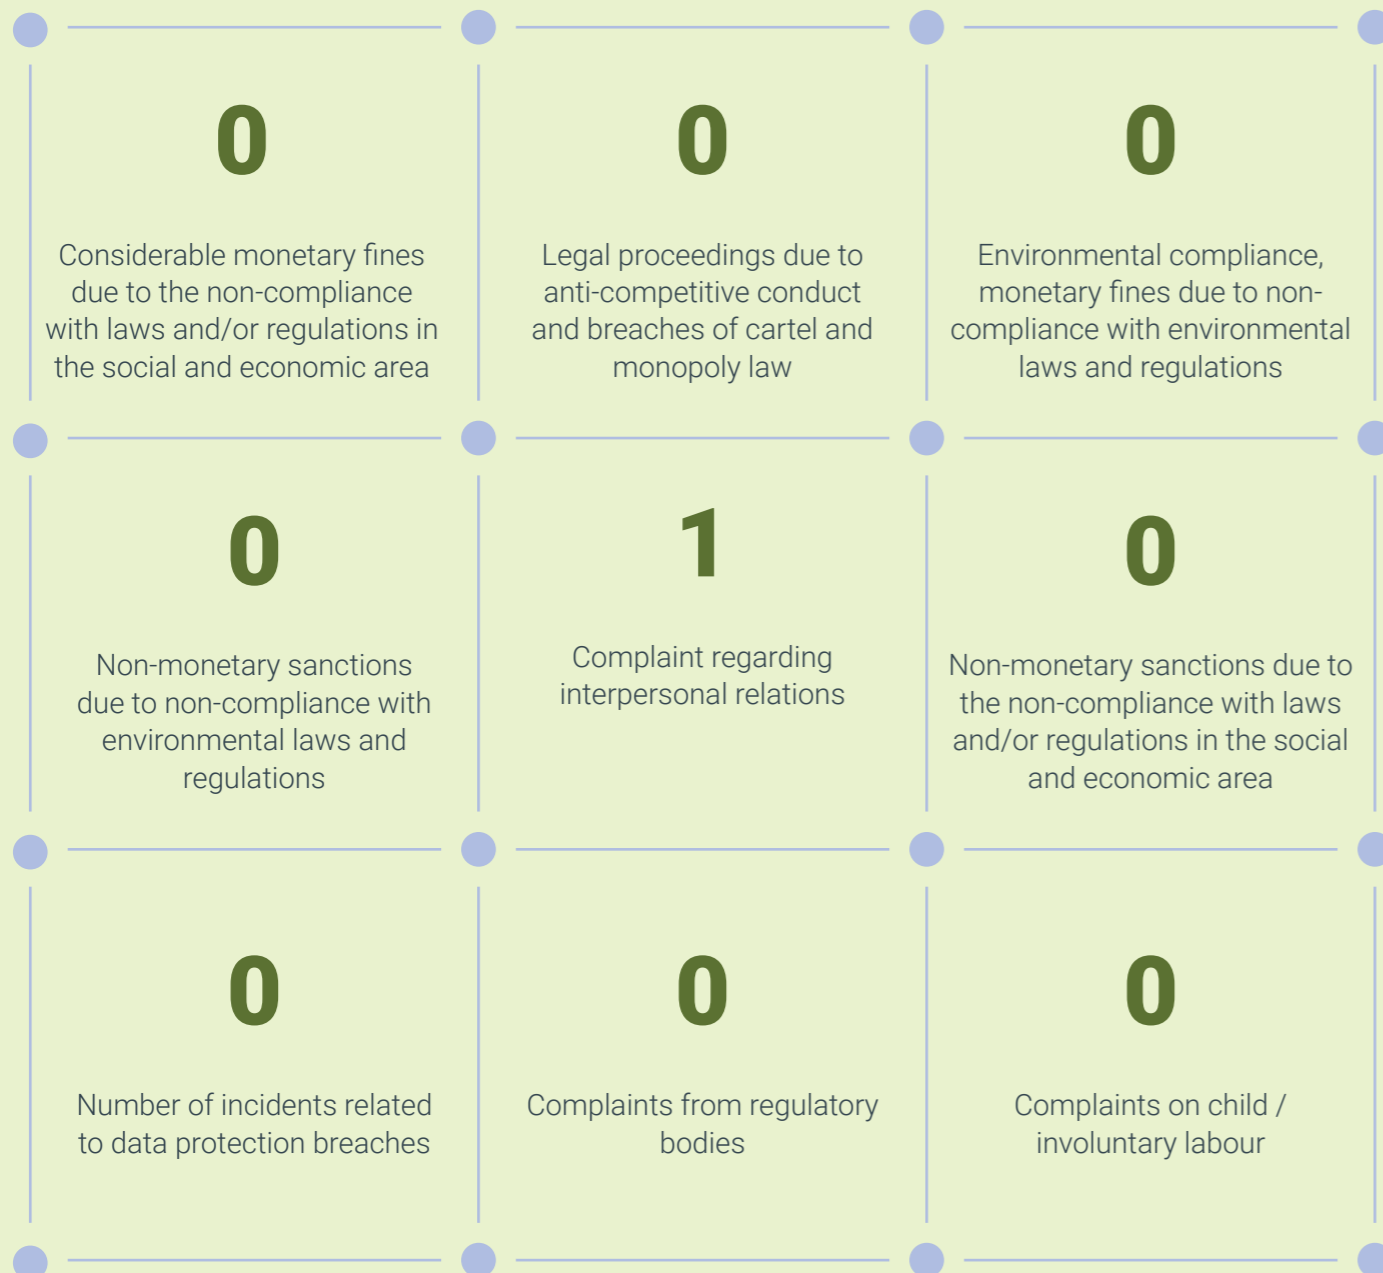 0
Considerable monetary fines
due to the non-compliance
with laws and/or regulations in
the social and economic area
0
Legal proceedings due to
anti-competitive conduct
and breaches of cartel and
monopoly law
0
Environmental compliance,
monetary fines due to non-
compliance with environmental
laws and regulations
0
Non-monetary sanctions
due to non-compliance with
environmental laws and
regulations
1
Complaint regarding
interpersonal relations
0
Non-monetary sanctions due to
the non-compliance with laws
and/or regulations in the social
and economic area
0
Number of incidents related
to data protection breaches
0
Complaints from regulatory
bodies
0
Complaints on child /
involuntary labour